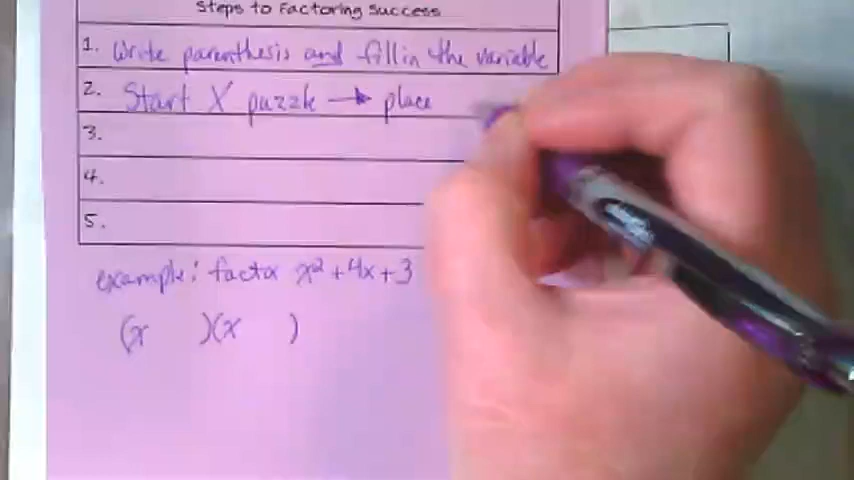 Steps to Factoring Success
1. Write parenthesis and fill in the variable
2. Start X puzzle → place
3.
4.
5.
example: factor x² + 4x + 3
(x )(x )